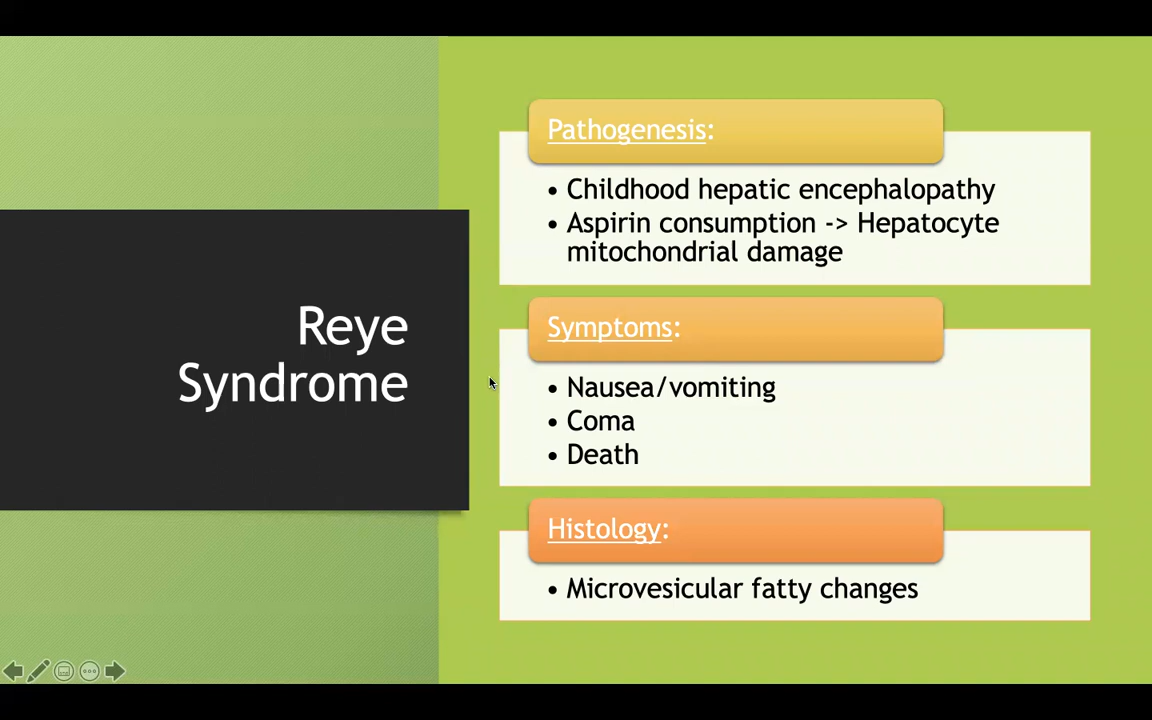 Reye
Syndrome
Pathogenesis:
• Childhood hepatic encephalopathy
• Aspirin consumption -> Hepatocyte
mitochondrial damage
Symptoms:
• Nausea/vomiting
• Coma
• Death
Histology:
• Microvesicular fatty changes